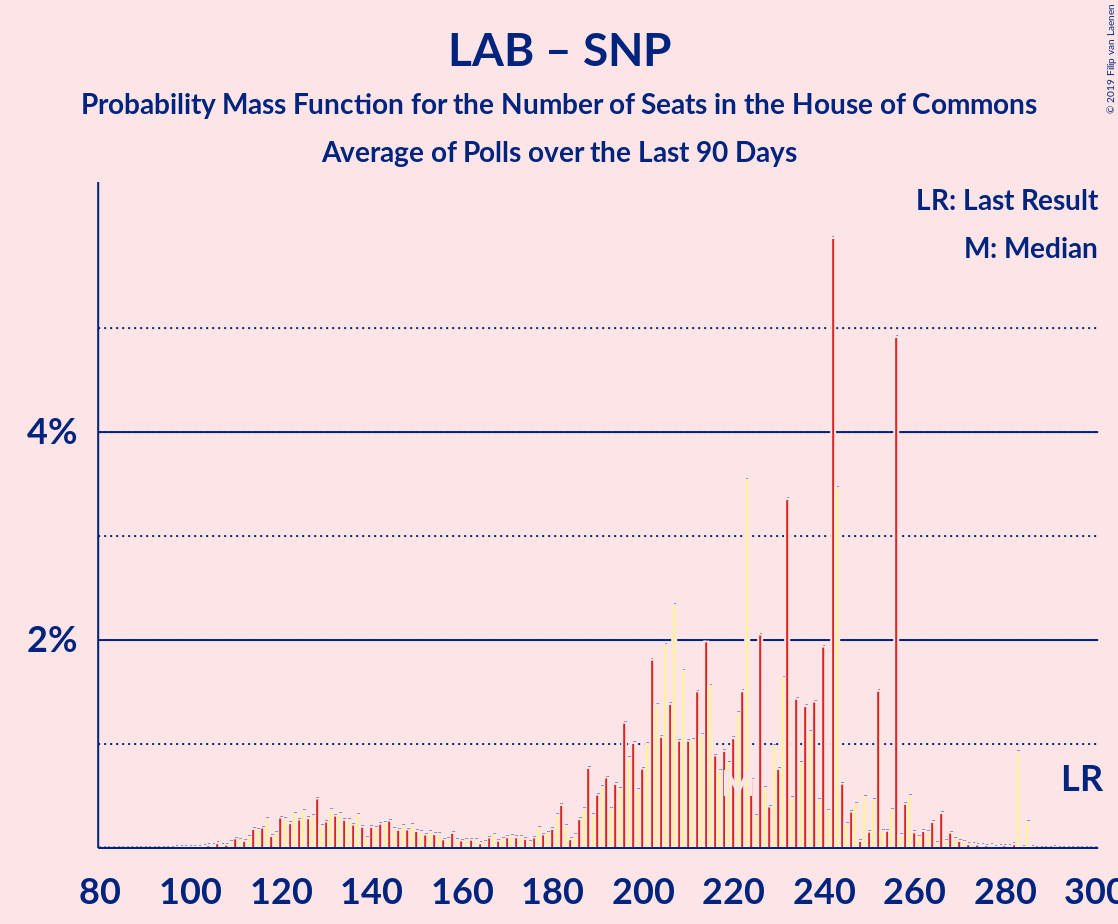 LAB – SNP
Probability Mass Function for the Number of Seats in the House of Commons
Average of Polls over the Last 90 Days
© 2019 Filip van Laenen
LR: Last Result
M: Median
4%
2%
M
LR
80 100 120 140 160 180 200 220 240 260 280 300